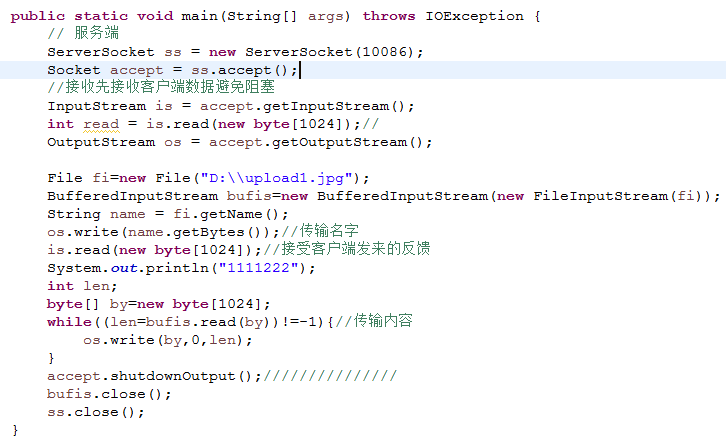 public static void main(String[] args) throws IOException {
// 服务端
ServerSocket ss = new ServerSocket(10086);
Socket accept = ss.accept();
//接收先接收客户端数据避免阻塞
InputStream is = accept.getInputStream();
int read = is.read(new byte[1024]);//
OutputStream os = accept.getOutputStream();
File fi=new File("D:\\upload1.jpg");
BufferedInputStream bufis=new BufferedInputStream(new FileInputStream(fi));
String name = fi.getName();
os.write(name.getBytes());//传输名字
is.read(new byte[1024]);//接受客户端发来的反馈
System.out.println("1111222");
int len;
byte[] by=new byte[1024];
while((len=bufis.read(by))!=-1){//传输内容
os.write(by,0,len);
}
accept.shutdownOutput();///////////////
bufis.close();
ss.close();
}